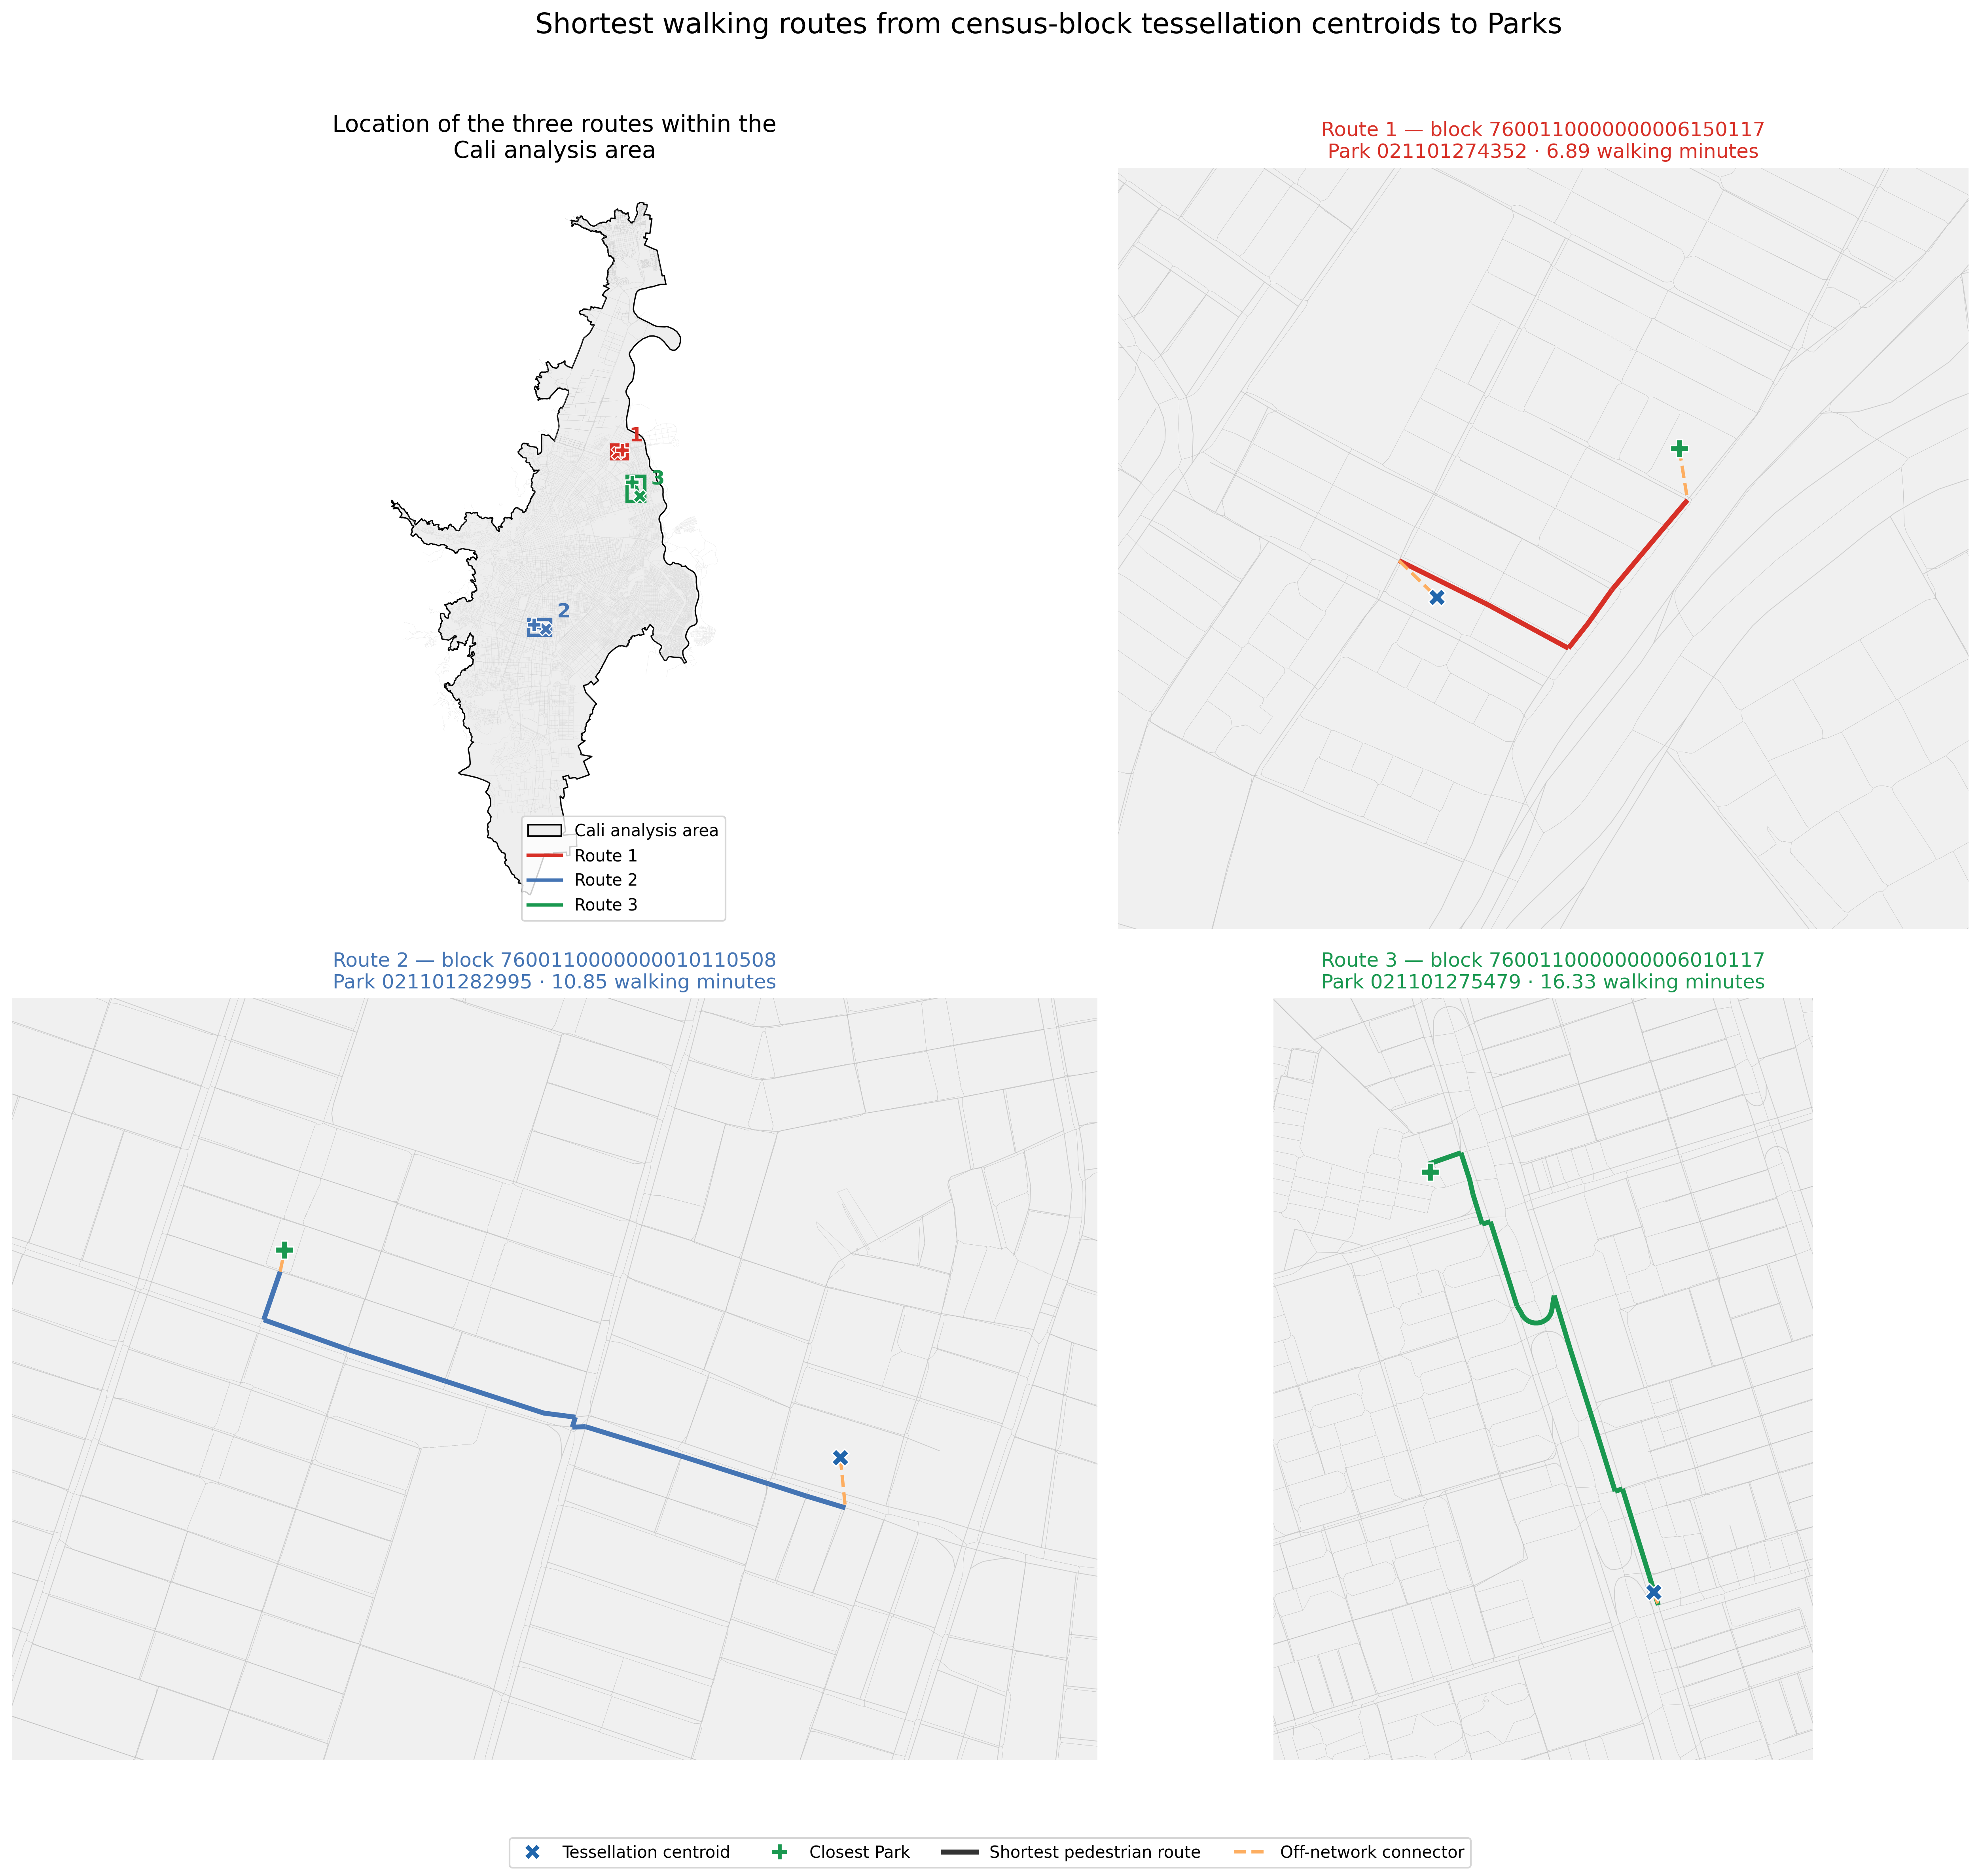 Shortest walking routes from census-block tessellation centroids to Parks
Location of the three routes within the
Cali analysis area
1
3
2
Cali analysis area
Route 1
Route 2
Route 3
Route 1 — block 7600110000000006150117
Park 021101274352 · 6.89 walking minutes
Route 2 — block 7600110000000010110508
Park 021101282995 · 10.85 walking minutes
Route 3 — block 7600110000000006010117
Park 021101275479 · 16.33 walking minutes
Tessellation centroid
Closest Park
Shortest pedestrian route
Off-network connector